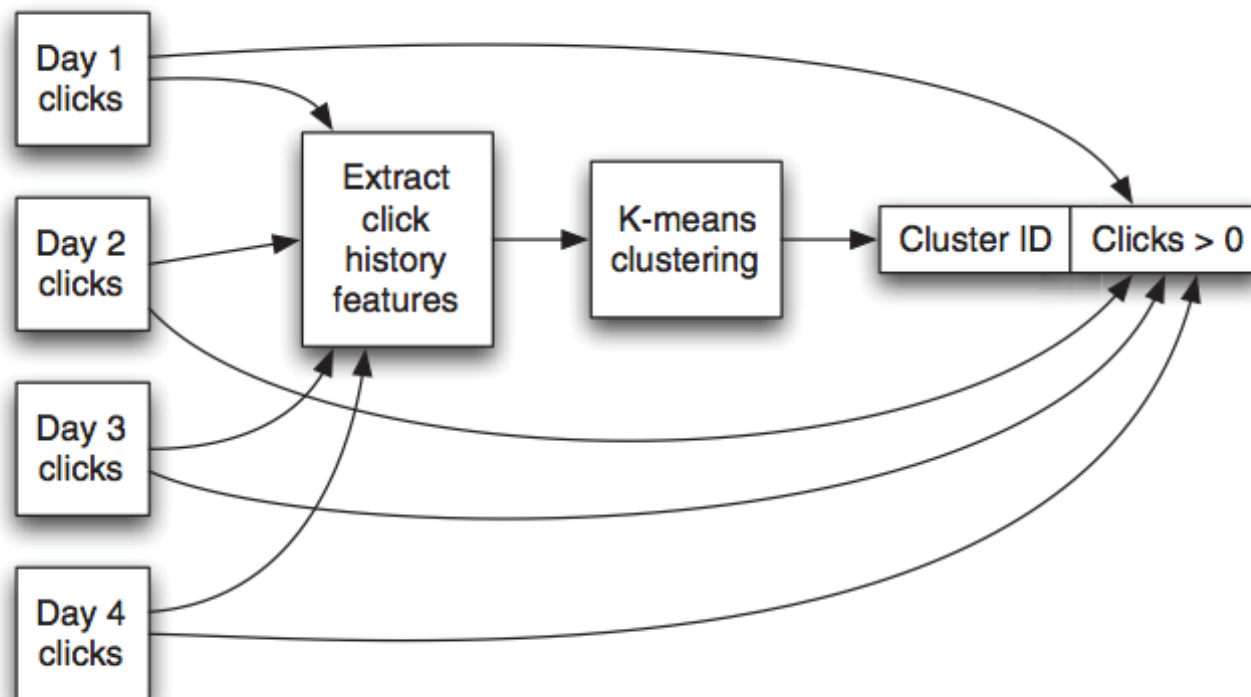 Day 1
clicks
Day 2
clicks
Day 3
clicks
Day 4
clicks
Extract
click
history
features
K-means
clustering
Cluster ID
Clicks > 0